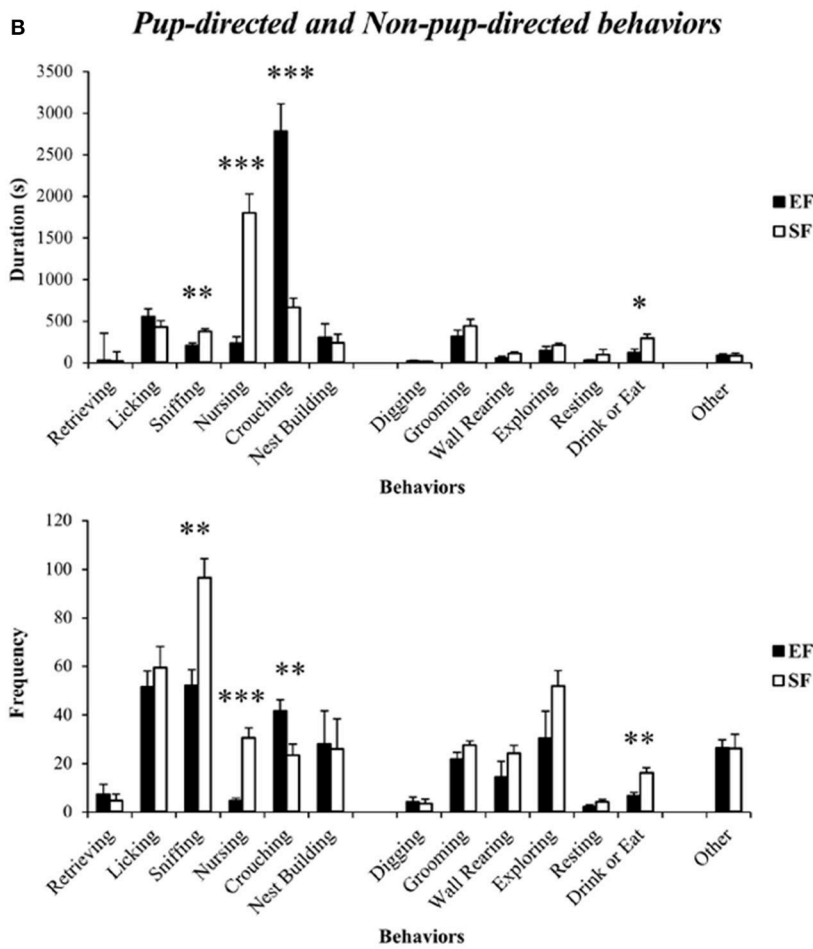 B
Pup-directed and Non-pup-directed behaviors
Duration (s)
3500
3000
2500
2000
1500
1000
500
0
***
***
**
*
EF
SF
Retrieving
Licking
Sniffing
Nursing
Crouching
Nest Building
Digging
Grooming
Wall Rearing
Exploring
Resting
Drink or Eat
Other
Behaviors
Frequency
120
100
80
60
40
20
0
**
***
**
**
EF
SF
Retrieving
Licking
Sniffing
Nursing
Crouching
Nest Building
Digging
Grooming
Wall Rearing
Exploring
Resting
Drink or Eat
Other
Behaviors